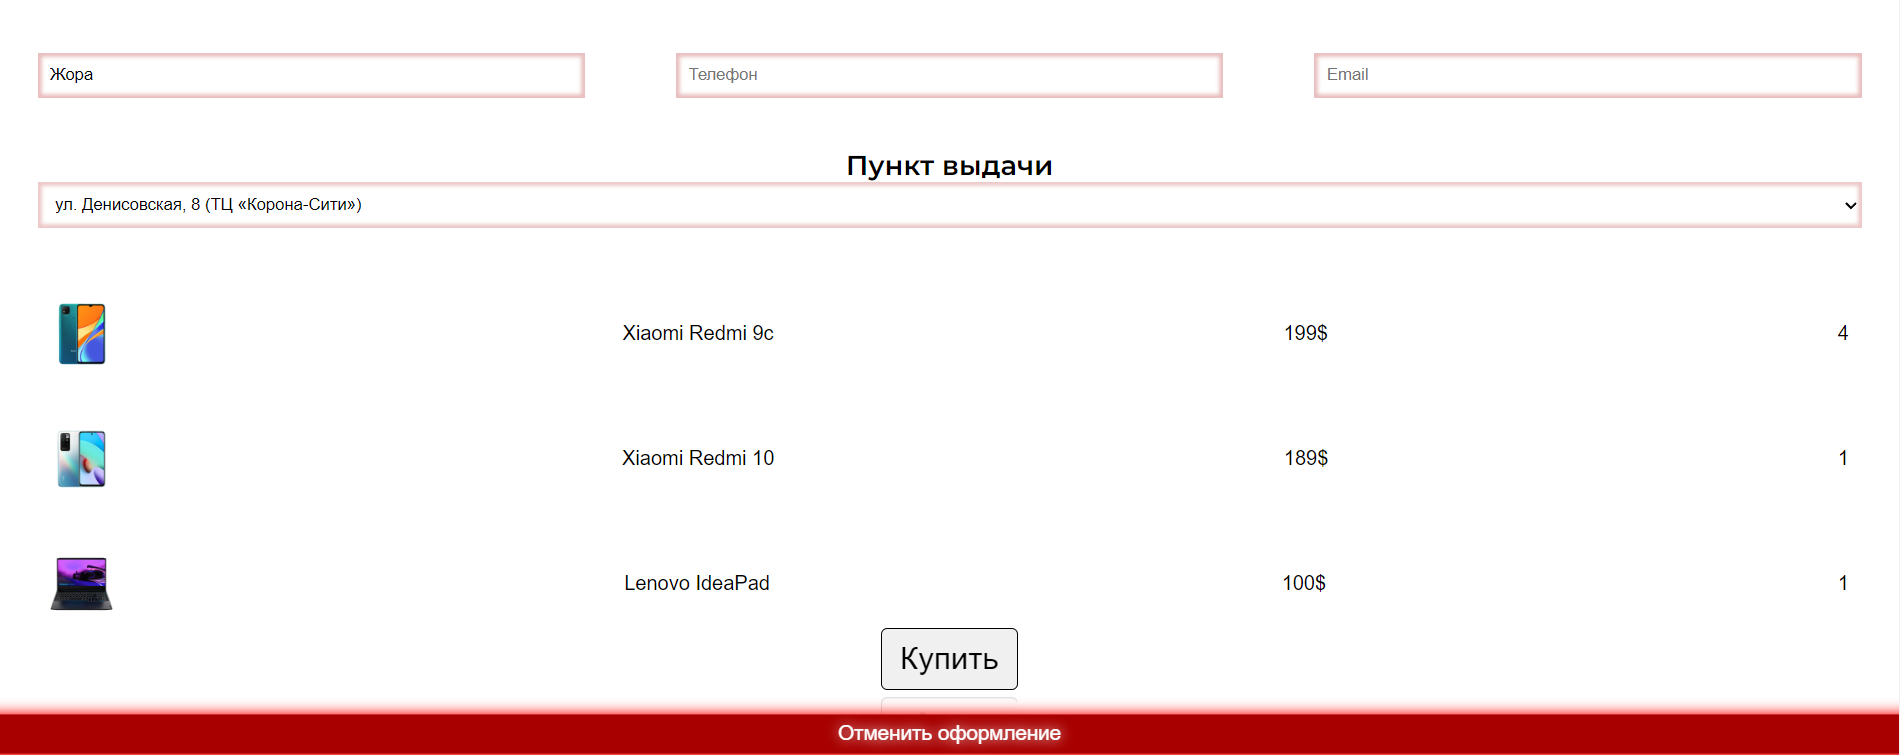 Жора
Телефон
Email
Пункт выдачи
ул. Денисовская, 8 (ТЦ «Корона-Сити»)
Xiaomi Redmi 9c 199$ 4
Xiaomi Redmi 10 189$ 1
Lenovo IdeaPad 100$ 1
Купить
Отменить оформление